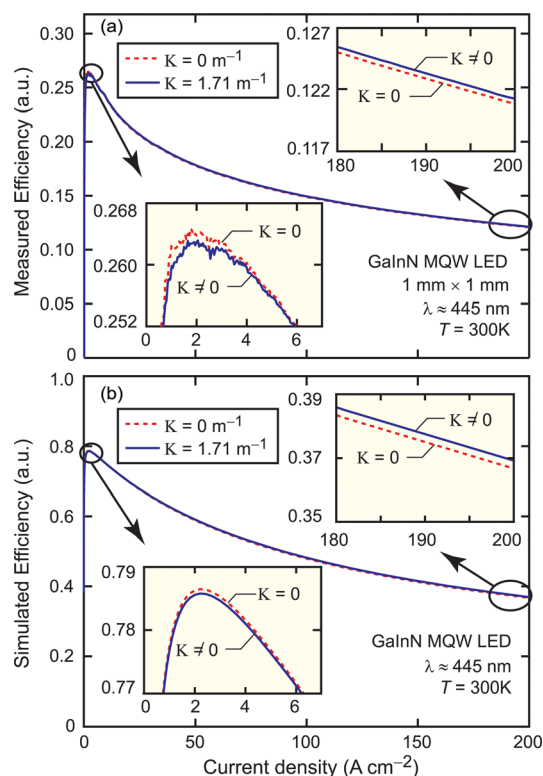 (a)
K = 0 m⁻¹
K = 1.71 m⁻¹
0.127
0.122
0.117
180 190 200
K ≠ 0
K = 0
0.30
0.25
0.20
0.15
0.10
0.05
0
Measured Efficiency (a.u.)
0.268
0.260
0.252
0 2 4 6
K = 0
K ≠ 0
GaInN MQW LED
1 mm × 1 mm
λ ≈ 445 nm
T = 300K
(b)
K = 0 m⁻¹
K = 1.71 m⁻¹
0.39
0.37
0.35
180 190 200
K ≠ 0
K = 0
1.0
0.8
0.6
0.4
0.2
0
Simulated Efficiency (a.u.)
0.79
0.78
0.77
0 2 4 6
K = 0
K ≠ 0
GaInN MQW LED
λ ≈ 445 nm
T = 300K
0 50 100 150 200
Current density (A cm⁻²)